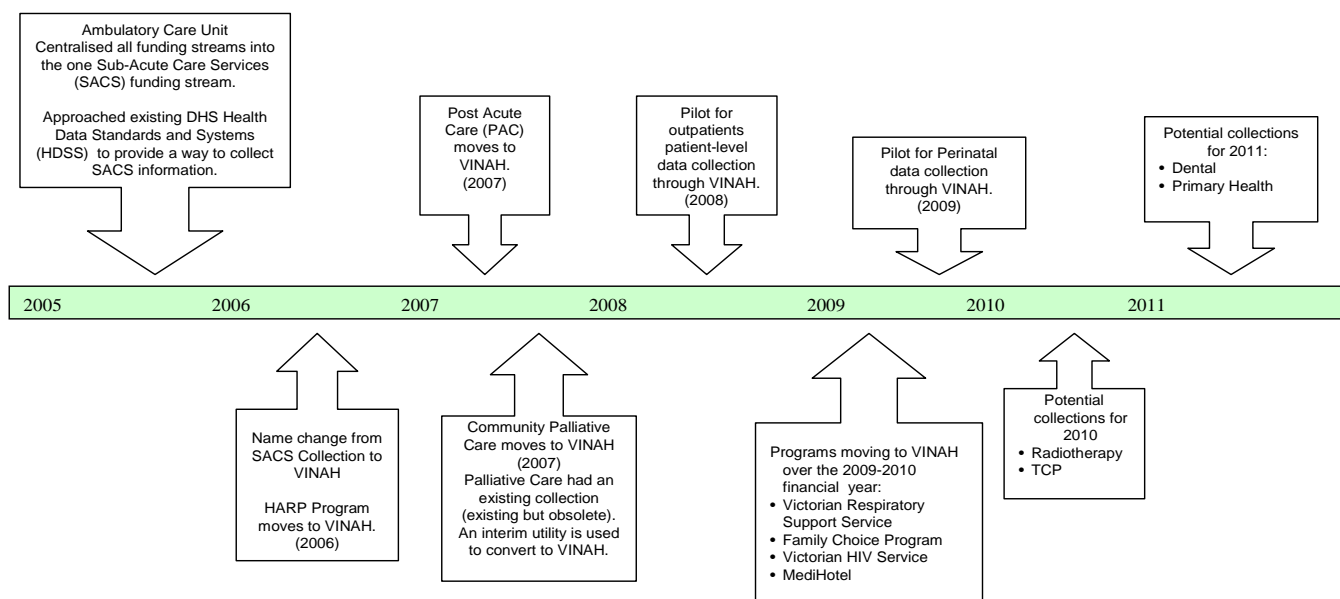 Ambulatory Care Unit
Centralised all funding streams into
the one Sub-Acute Care Services
(SACS) funding stream.
Approached existing DHS Health
Data Standards and Systems
(HDSS)  to provide a way to collect
SACS information.
Post Acute
Care (PAC)
moves to
VINAH.
(2007)
Pilot for
outpatients
patient-level
data collection
through VINAH.
(2008)
Pilot for Perinatal
data collection
through VINAH.
(2009)
Potential collections
for 2011:
• Dental
• Primary Health
2005 2006 2007 2008 2009 2010 2011
Name change from
SACS Collection to
VINAH
HARP Program
moves to VINAH.
(2006)
Community Palliative
Care moves to VINAH
(2007)
Palliative Care had an
existing collection
(existing but obsolete).
An interim utility is used
to convert to VINAH.
Programs moving to VINAH
over the 2009-2010
financial year:
• Victorian Respiratory
Support Service
• Family Choice Program
• Victorian HIV Service
• MediHotel
Potential
collections for
2010
• Radiotherapy
• TCP